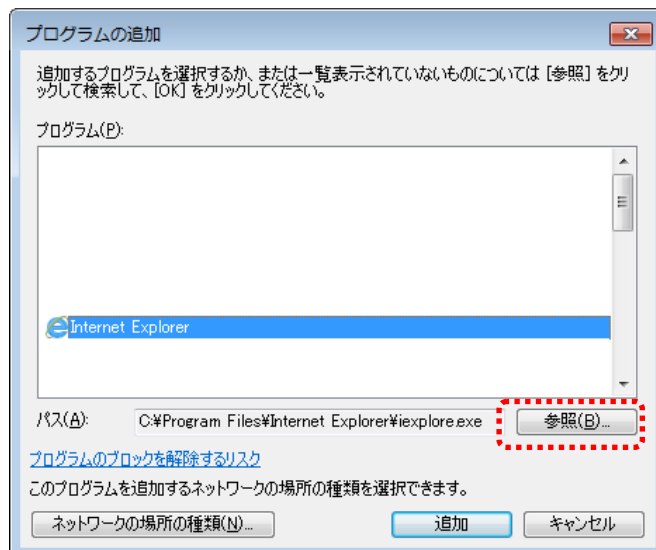 プログラムの追加
追加するプログラムを選択するか、または一覧表示されていないものについては [参照] をクリ
ックして検索して、[OK] をクリックしてください。
プログラム(P):
Internet Explorer
パス(A): C:¥Program Files¥Internet Explorer¥iexplore.exe 参照(B)...
プログラムのブロックを解除するリスク
このプログラムを追加するネットワークの場所の種類を選択できます。
ネットワークの場所の種類(N)... 追加 キャンセル